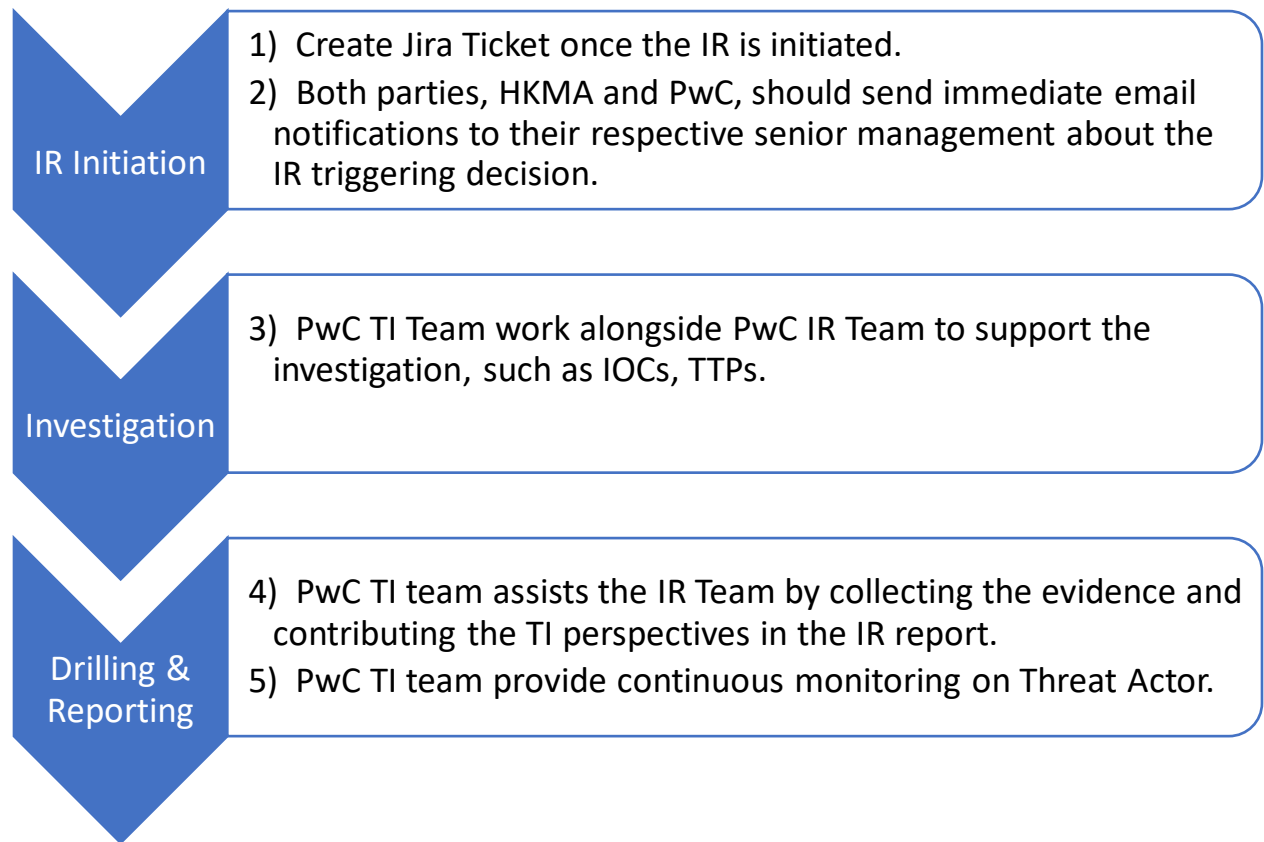 IR Initiation
1) Create Jira Ticket once the IR is initiated.
2) Both parties, HKMA and PwC, should send immediate email
notifications to their respective senior management about the
IR triggering decision.
Investigation
3) PwC TI Team work alongside PwC IR Team to support the
investigation, such as IOCs, TTPs.
Drilling &
Reporting
4) PwC TI team assists the IR Team by collecting the evidence and
contributing the TI perspectives in the IR report.
5) PwC TI team provide continuous monitoring on Threat Actor.